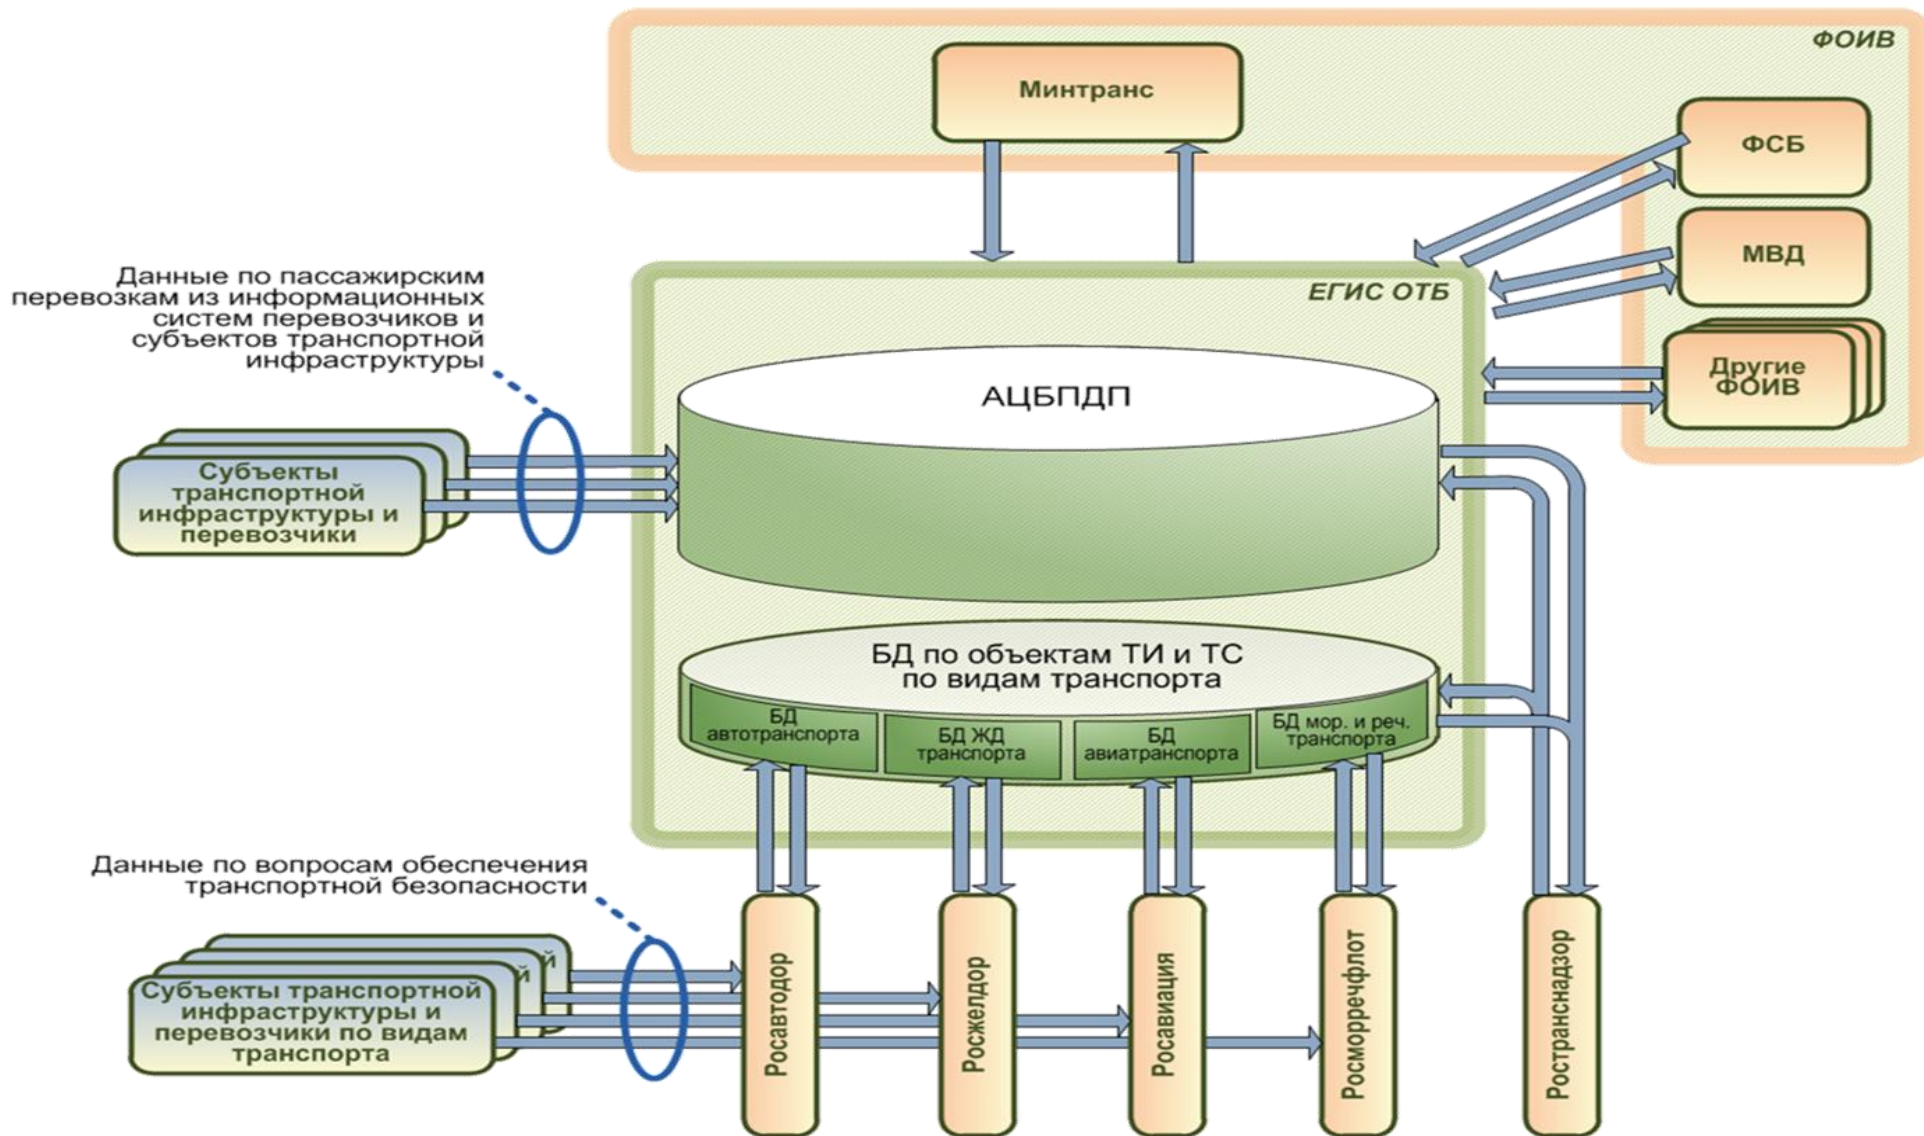 ФОИВ
Минтранс
ФСБ
МВД
Другие
ФОИВ
ЕГИС ОТБ
Данные по пассажирским
перевозкам из информационных
систем перевозчиков и
субъектов транспортной
инфраструктуры
АЦБПДП
Субъекты
транспортной
инфраструктуры и
перевозчики
БД по объектам ТИ и ТС
по видам транспорта
БД
автотранспорта
БД ЖД
транспорта
БД
авиатранспорта
БД мор. и реч.
транспорта
Данные по вопросам обеспечения
транспортной безопасности
Субъекты транспортной
инфраструктуры и
перевозчики по видам
транспорта
й
й
Росавтодор
Росжелдор
Росавиация
Росморречфлот
Ространснадзор